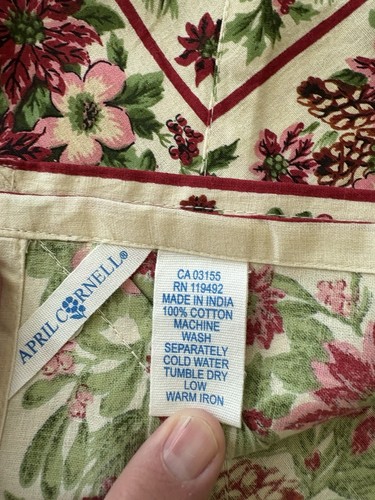 APRIL CORNELL®
CA 03155
RN 119492
MADE IN INDIA
100% COTTON
MACHINE
WASH
SEPARATELY
COLD WATER
TUMBLE DRY
LOW
WARM IRON